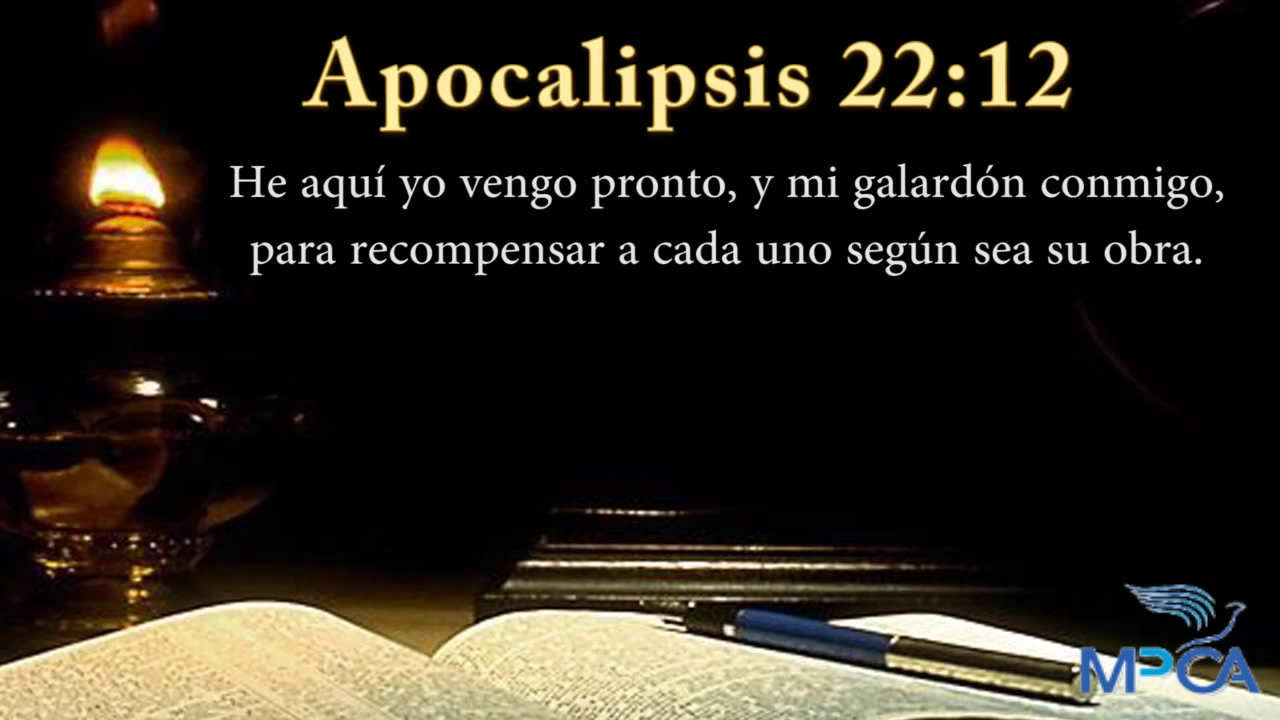 Apocalipsis 22:12
He aquí yo vengo pronto, y mi galardón conmigo,
para recompensar a cada uno según sea su obra.
MPCA